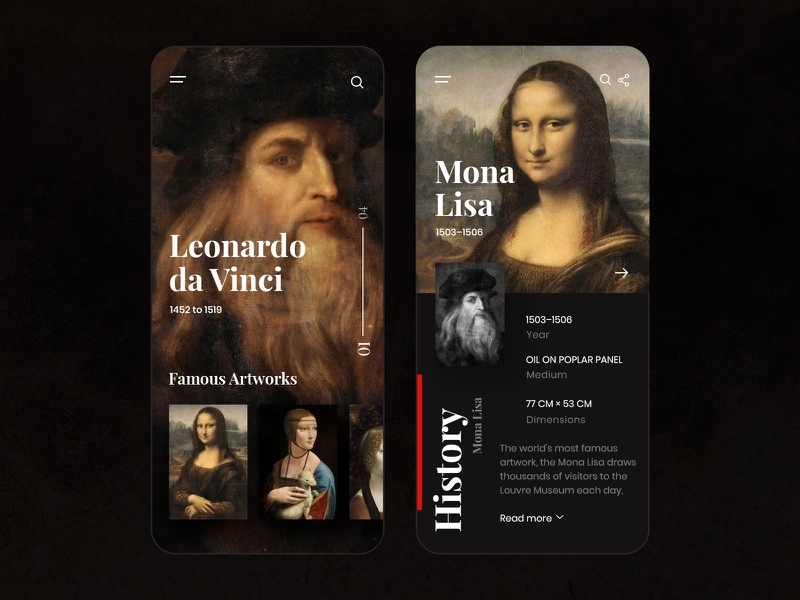 Leonardo
da Vinci
1452 to 1519
04
01
Famous Artworks
Mona
Lisa
1503–1506
1503–1506
Year
OIL ON POPLAR PANEL
Medium
77 CM × 53 CM
Dimensions
History
Mona Lisa
The world's most famous
artwork, the Mona Lisa draws
thousands of visitors to the
Louvre Museum each day,
Read more